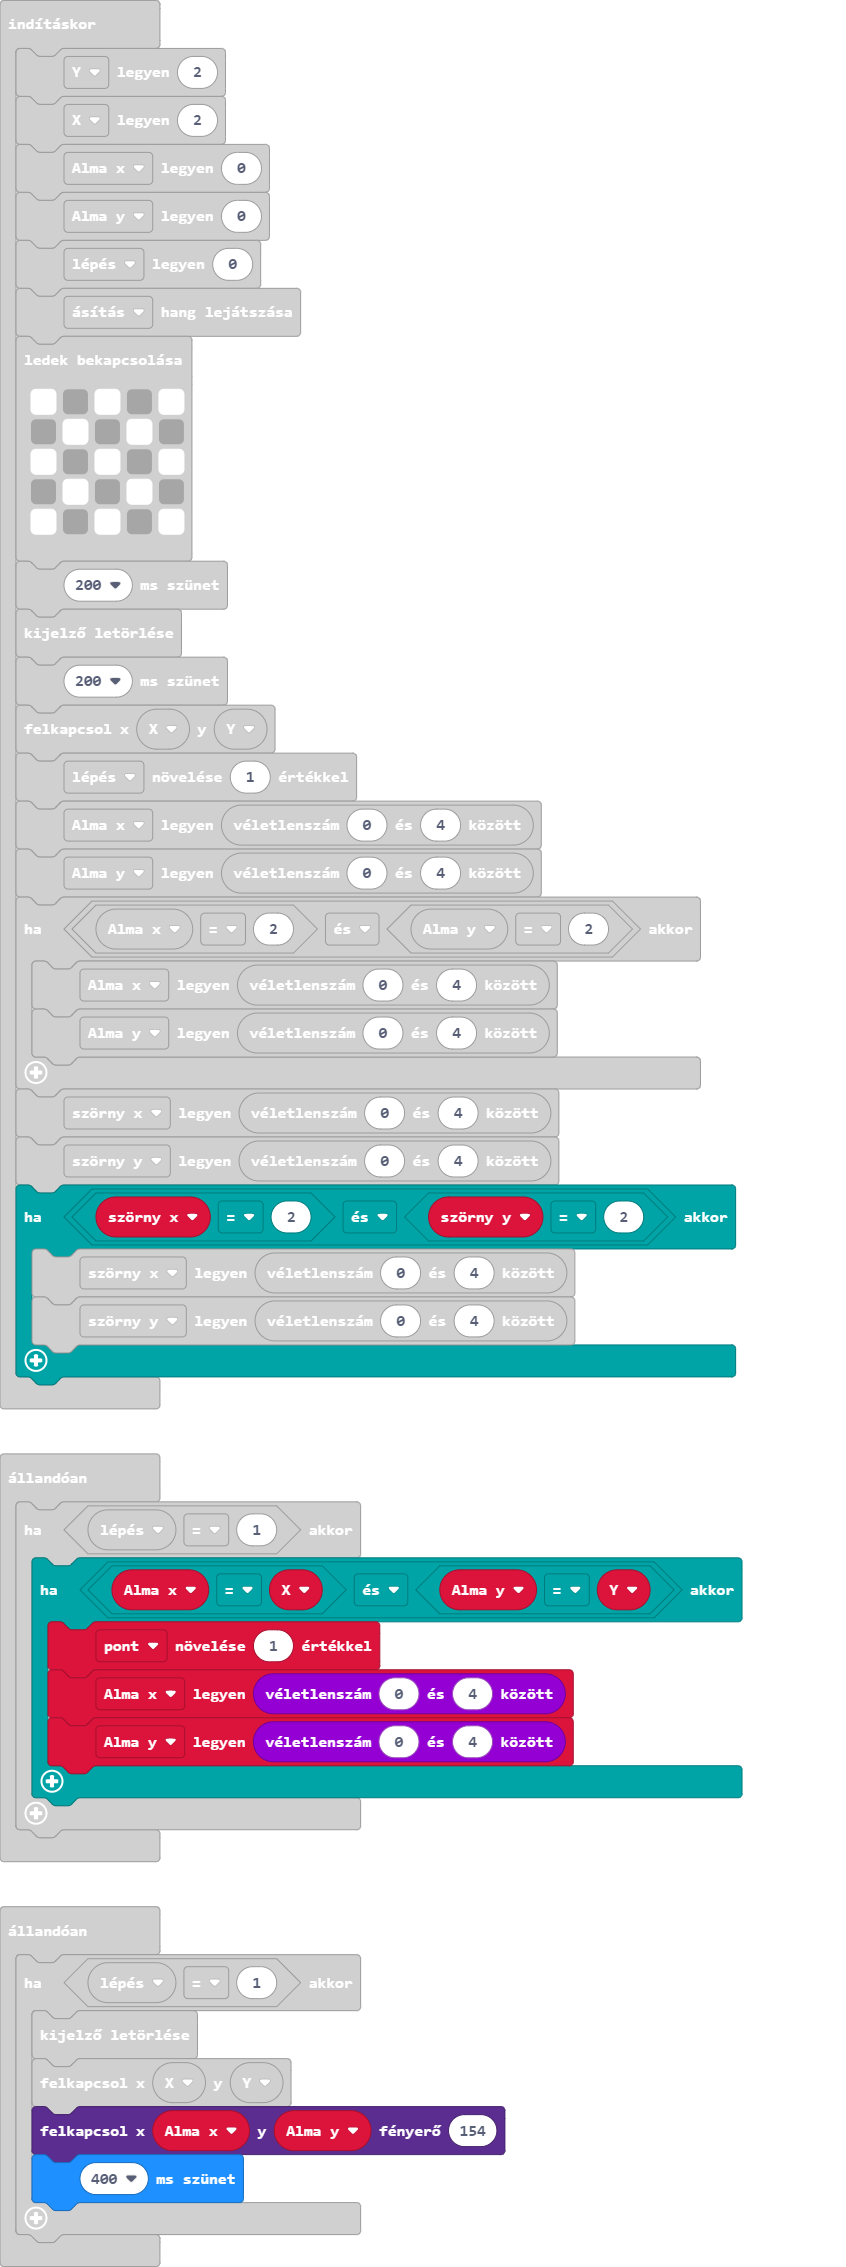 indításkor
Y legyen 2
X legyen 2
Alma x legyen 0
Alma y legyen 0
lépés legyen 0
ásítás hang lejátszása
ledek bekapcsolása
200 ms szünet
kijelző letörlése
200 ms szünet
felkapcsol x X y Y
lépés növelése 1 értékkel
Alma x legyen véletlenszám 0 és 4 között
Alma y legyen véletlenszám 0 és 4 között
ha Alma x = 2 és Alma y = 2 akkor
Alma x legyen véletlenszám 0 és 4 között
Alma y legyen véletlenszám 0 és 4 között
szörny x legyen véletlenszám 0 és 4 között
szörny y legyen véletlenszám 0 és 4 között
ha szörny x = 2 és szörny y = 2 akkor
szörny x legyen véletlenszám 0 és 4 között
szörny y legyen véletlenszám 0 és 4 között
állandóan
ha lépés = 1 akkor
ha Alma x = X és Alma y = Y akkor
pont növelése 1 értékkel
Alma x legyen véletlenszám 0 és 4 között
Alma y legyen véletlenszám 0 és 4 között
állandóan
ha lépés = 1 akkor
kijelző letörlése
felkapcsol x X y Y
felkapcsol x Alma x y Alma y fényerő 154
400 ms szünet